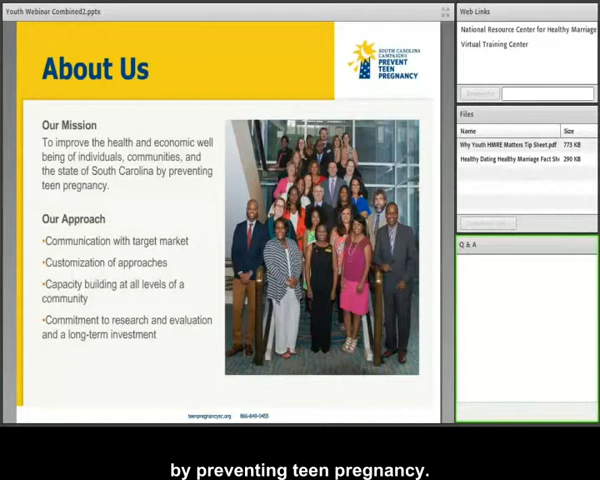 Youth Webinar Combined2.pptx
About Us
SOUTH CAROLINA
CAMPAIGN
PREVENT
TEEN
PREGNANCY
Our Mission
To improve the health and economic well
being of individuals, communities, and
the state of South Carolina by preventing
teen pregnancy.
Our Approach
•Communication with target market
•Customization of approaches
•Capacity building at all levels of a
community
•Commitment to research and evaluation
and a long-term investment
teenpregnancysc.org 866-849-0455
Web Links
National Resource Center for Healthy Marriage
Virtual Training Center
Files
Name Size
Why Youth HMRE Matters Tip Sheet.pdf 773 KB
Healthy Dating Healthy Marriage Fact She 290 KB
Q & A
by preventing teen pregnancy.